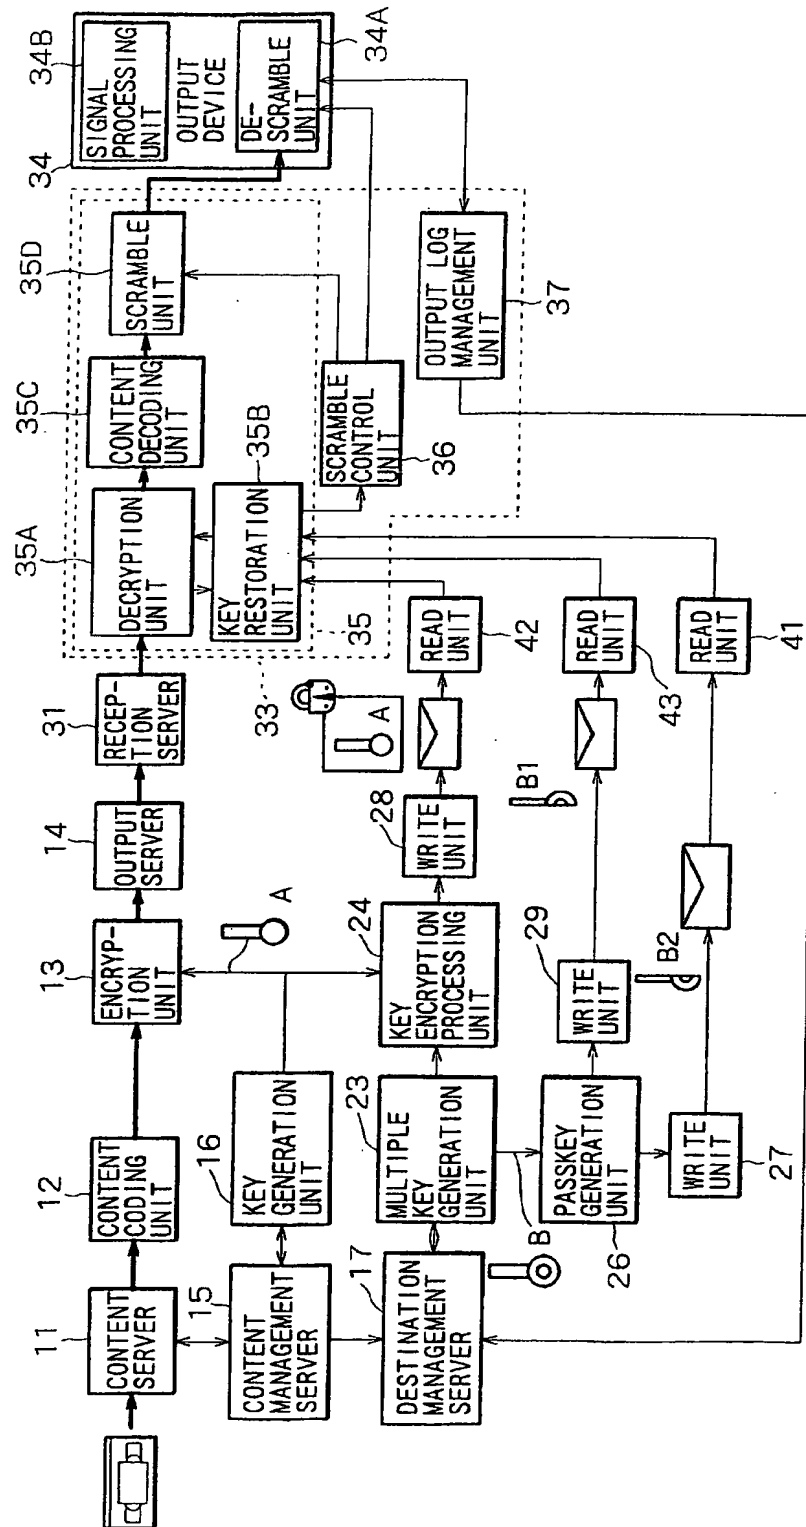 11
CONTENT
SERVER
12
CONTENT
CODING
UNIT
13
ENCRYP-
TION
UNIT
14
OUTPUT
SERVER
31
RECEP-
TION
SERVER
35A
DECRYPTION
UNIT
35C
CONTENT
DECODING
UNIT
35D
SCRAMBLE
UNIT
34
34B
SIGNAL
PROCESSING
UNIT
OUTPUT
DEVICE
DE-
SCRAMBLE
UNIT
34A
15
CONTENT
MANAGEMENT
SERVER
16
KEY
GENERATION
UNIT
A
33
KEY
RESTORATION
UNIT
35B
35
SCRAMBLE
CONTROL
UNIT
36
OUTPUT LOG
MANAGEMENT
UNIT
37
17
DESTINATION
MANAGEMENT
SERVER
23
MULTIPLE
KEY
GENERATION
UNIT
24
KEY
ENCRYPTION
PROCESSING
UNIT
28
WRITE
UNIT
A
READ
UNIT
42
B
PASSKEY
GENERATION
UNIT
26
29
WRITE
UNIT
B1
READ
UNIT
43
WRITE
UNIT
27
B2
READ
UNIT
41